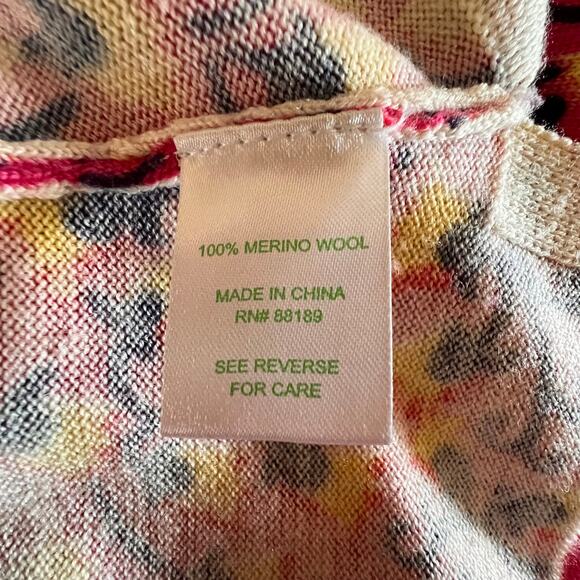 100% MERINO WOOL
MADE IN CHINA
RN# 88189
SEE REVERSE
FOR CARE